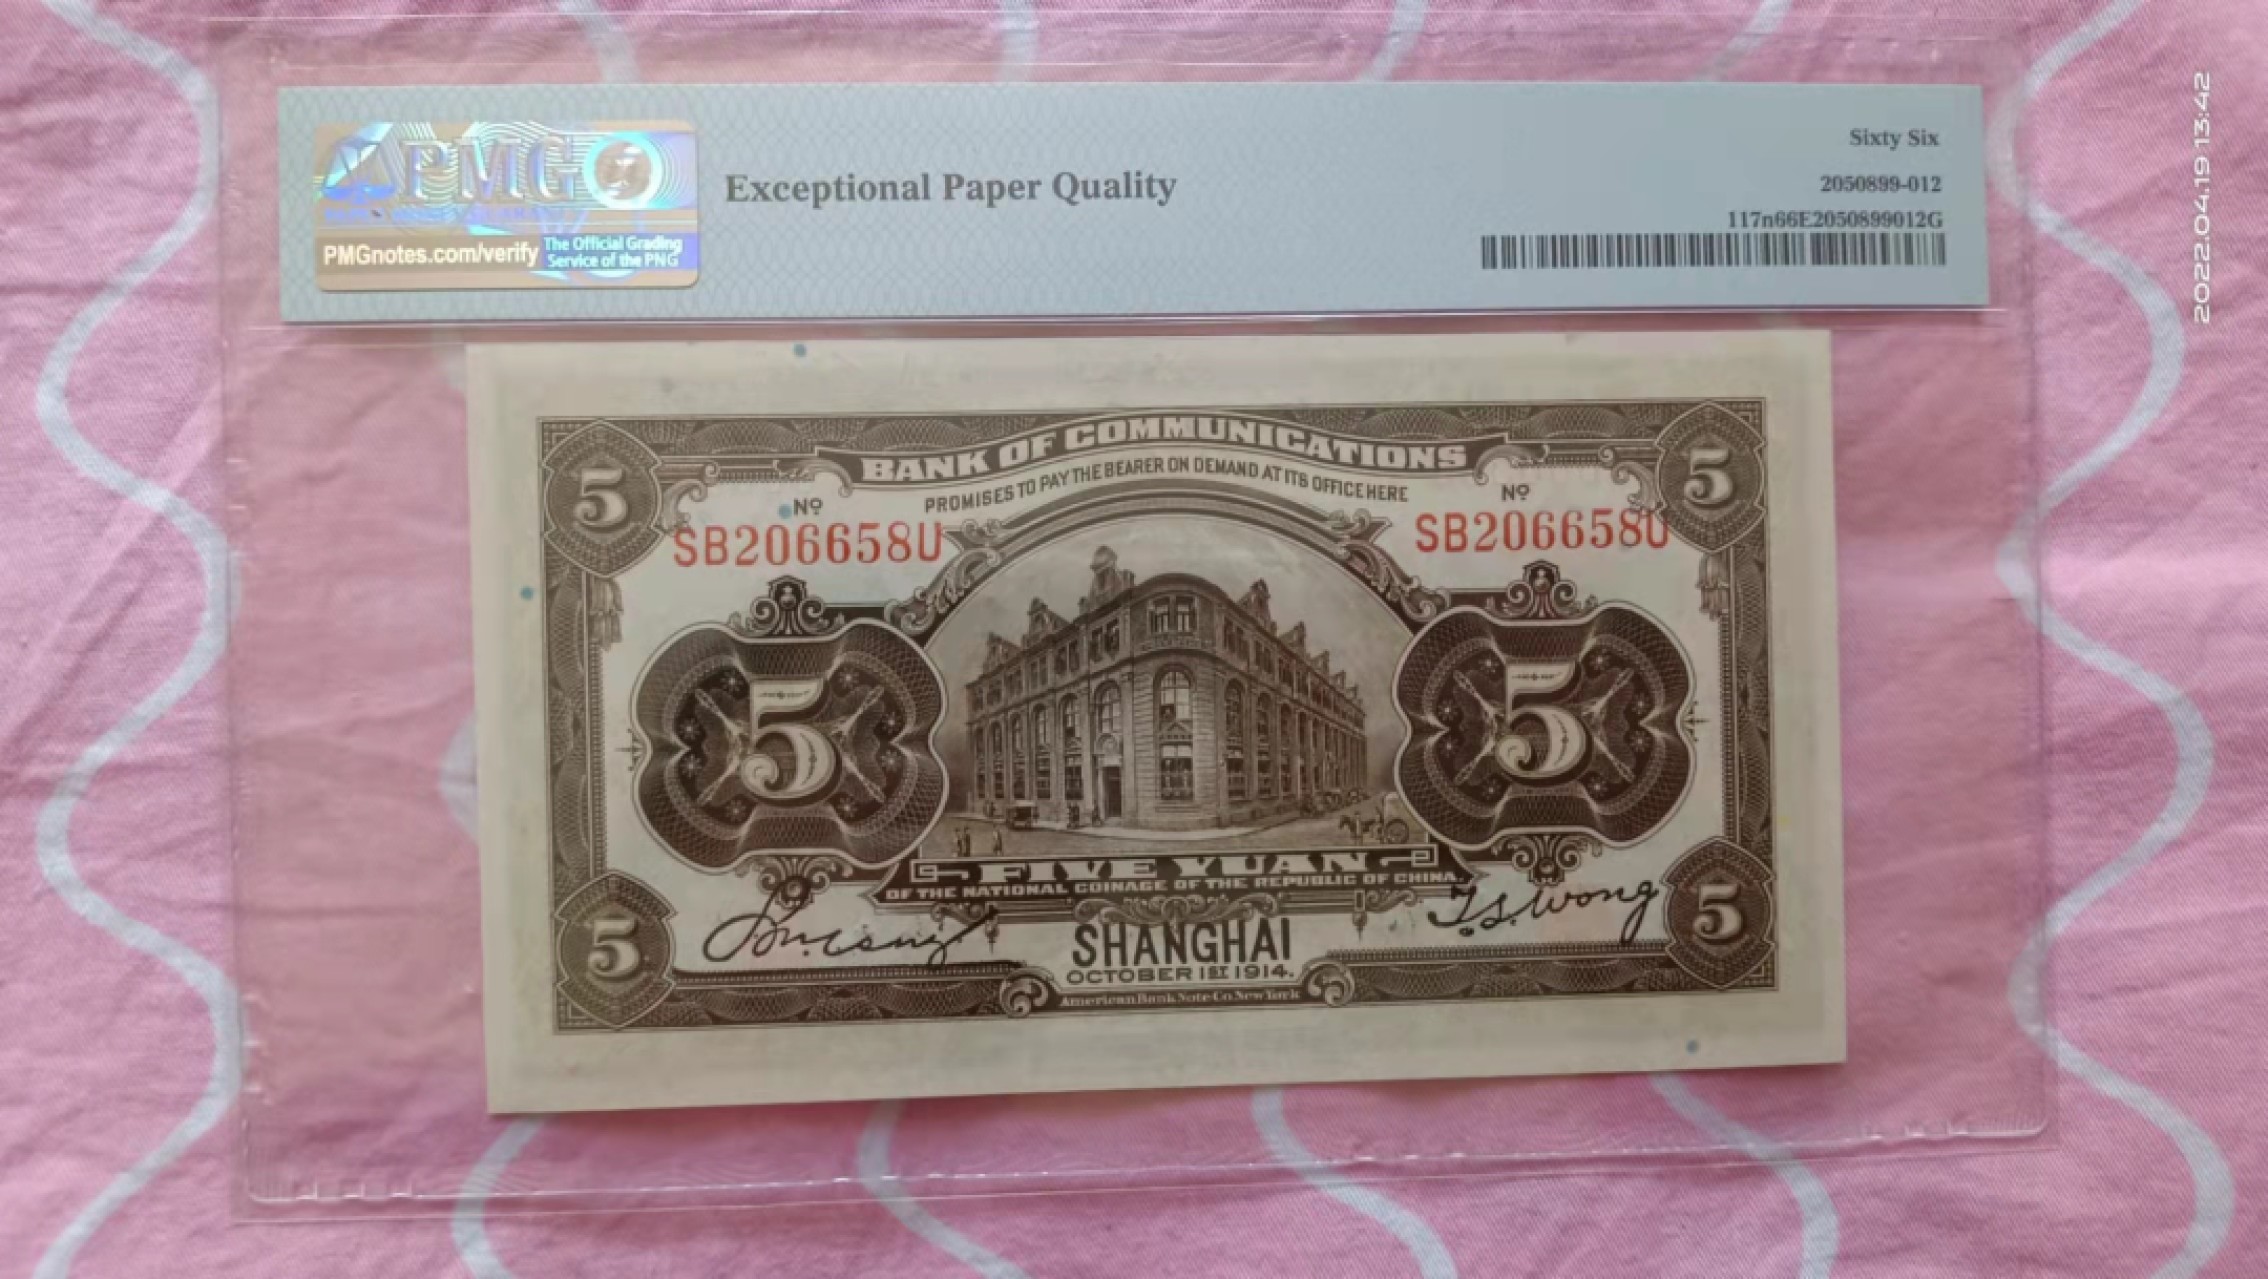 PMG
PMGnotes.com/verify
The Official Grading
Service of the PNG
Exceptional Paper Quality
Sixty Six
2050899-012
117n66E2050899012G
2022.04.19 13:42
5
5
BANK OF COMMUNICATIONS
PROMISES TO PAY THE BEARER ON DEMAND AT ITS OFFICE HERE
Nº
SB206658U
Nº
SB206658U
5
5
FIVE YUAN
OF THE NATIONAL COINAGE OF THE REPUBLIC OF CHINA.
T.S. Wong
5
SHANGHAI
5
OCTOBER 1ST 1914.
American Bank Note Co. New York